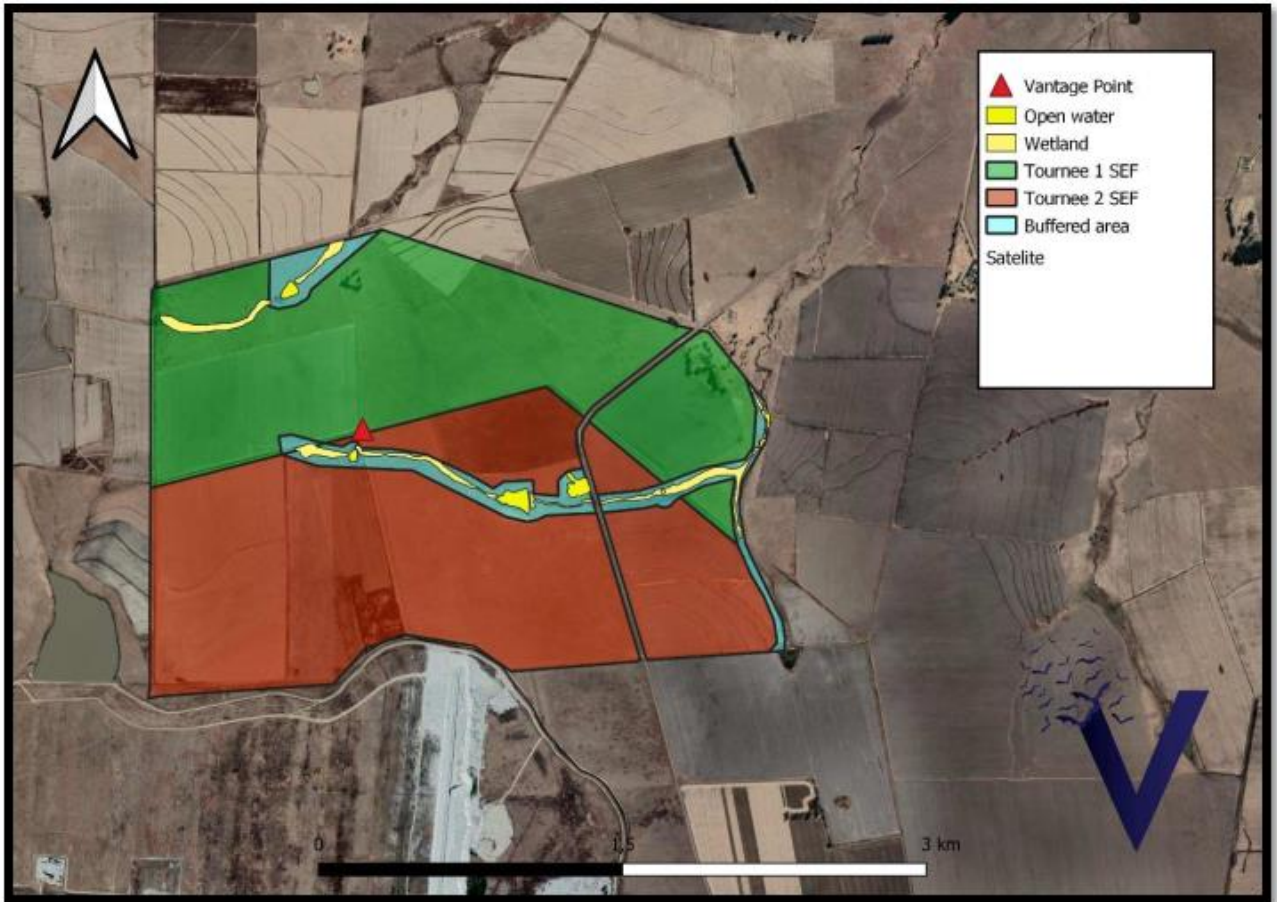 Vantage Point
Open water
Wetland
Tournee 1 SEF
Tournee 2 SEF
Buffered area
Satelite
V
0 1,5 3 km